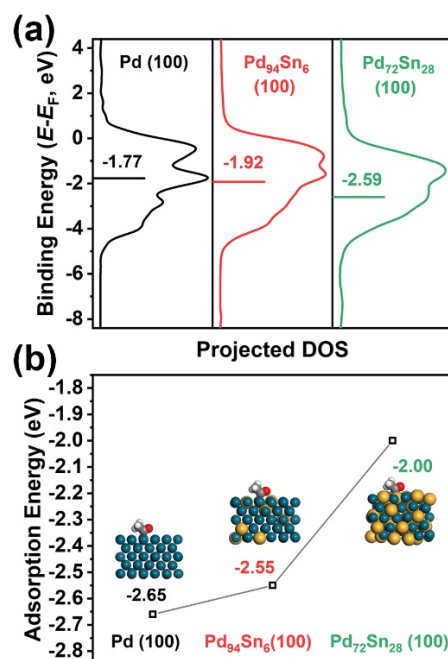 (a)
4
2
0
-2
-4
-6
-8
Binding Energy (E-E_F, eV)
Pd (100)
Pd₉₄Sn₆
(100)
Pd₇₂Sn₂₈
(100)
-1.77
-1.92
-2.59
Projected DOS
(b)
-1.8
-1.9
-2.0
-2.1
-2.2
-2.3
-2.4
-2.5
-2.6
-2.7
-2.8
Adsorption Energy (eV)
-2.00
-2.55
-2.65
Pd (100)
Pd₉₄Sn₆(100)
Pd₇₂Sn₂₈(100)